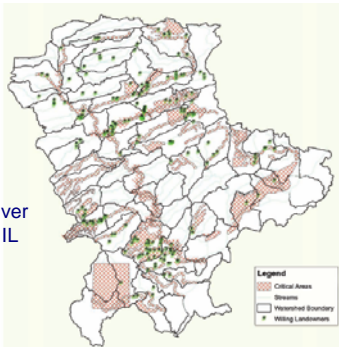 ver
IL
Legend
Critical Areas
Streams
Watershed Boundary
Willing Landowners